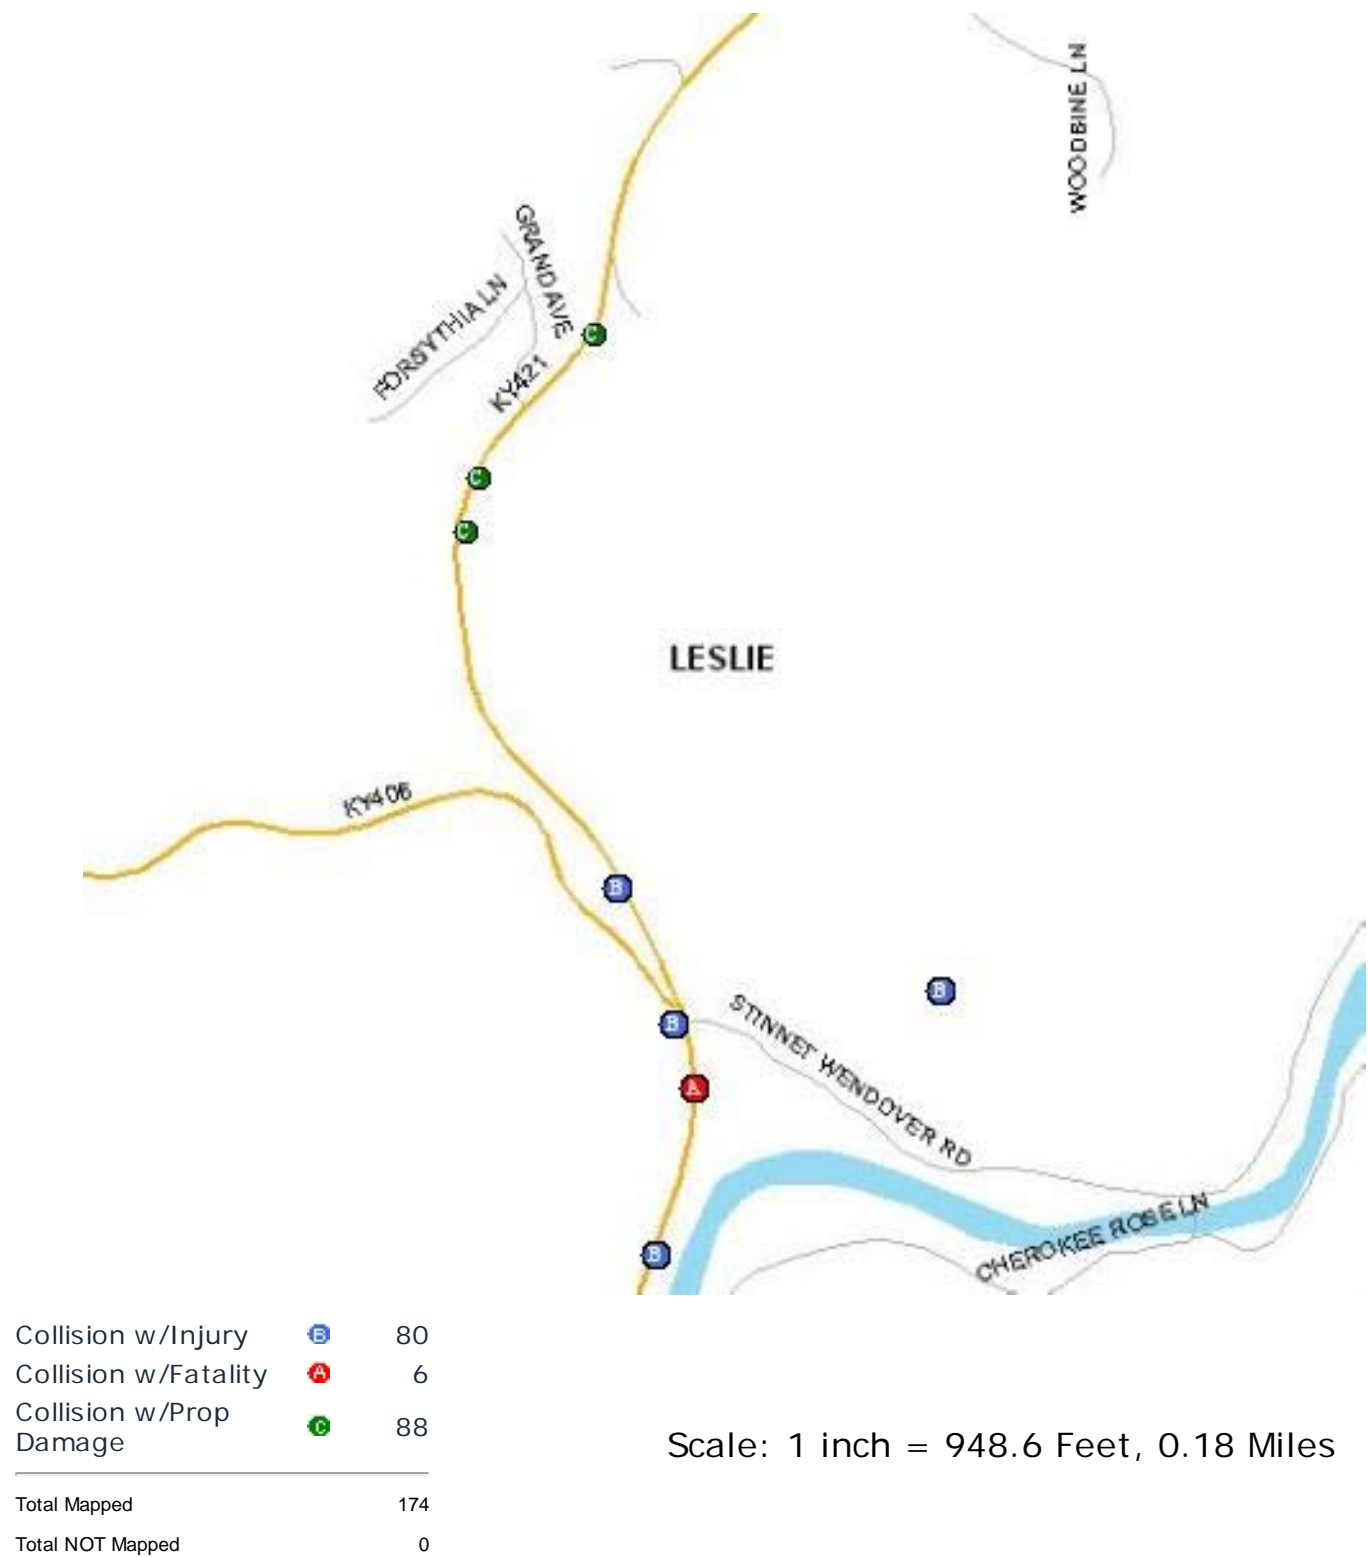 WOODBINE LN
GRAND AVE
FORSYTHIA LN
KY421
C
C
C
LESLIE
KY406
B
B
B
STINNET WENDOVER RD
A
CHEROKEE ROSE LN
B
Collision w/Injury B 80
Collision w/Fatality A 6
Collision w/Prop
Damage C 88
Scale: 1 inch = 948.6 Feet, 0.18 Miles
Total Mapped 174
Total NOT Mapped 0